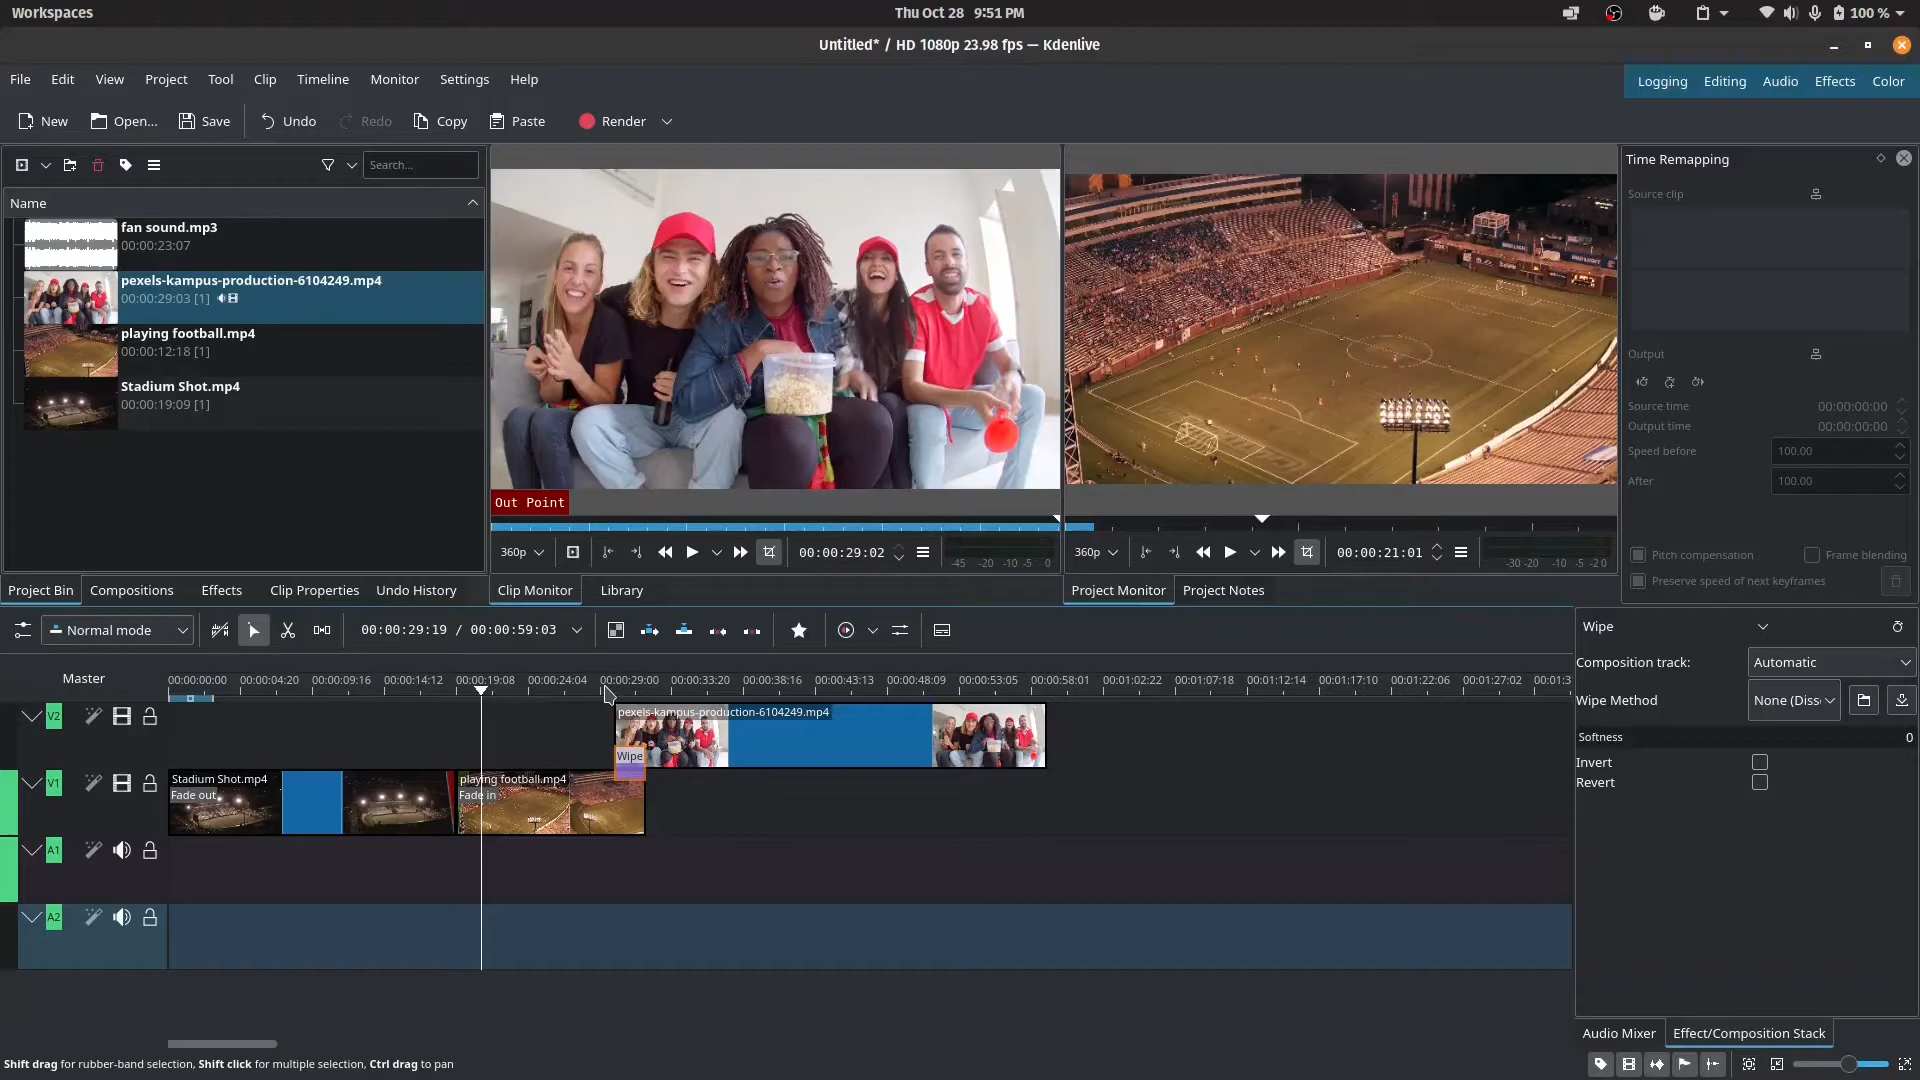 Workspaces
Thu Oct 28 9:51 PM
100 %
Untitled* / HD 1080p 23.98 fps — Kdenlive
File Edit View Project Tool Clip Timeline Monitor Settings Help
Logging Editing Audio Effects Color
New Open... Save Undo Redo Copy Paste Render
Search...
Name
fan sound.mp3
00:00:23:07
pexels-kampus-production-6104249.mp4
00:00:29:03 [1]
playing football.mp4
00:00:12:18 [1]
Stadium Shot.mp4
00:00:19:09 [1]
Project Bin Compositions Effects Clip Properties Undo History
Out Point
360p 00:00:29:02 -45 -20 -10 -5 0
Clip Monitor Library
360p 00:00:21:01 -30 -20 -10 -5 -2 0
Project Monitor Project Notes
Time Remapping
Source clip
Output
Source time 00:00:00:00
Output time 00:00:00:00
Speed before 100.00
After 100.00
Pitch compensation Frame blending
Preserve speed of next keyframes
Normal mode 00:00:29:19 / 00:00:59:03
Master
00:00:00:00 00:00:04:20 00:00:09:16 00:00:14:12 00:00:19:08 00:00:24:04 00:00:29:00 00:00:33:20 00:00:38:16 00:00:43:13 00:00:48:09 00:00:53:05 00:00:58:01 00:01:02:22 00:01:07:18 00:01:12:14 00:01:17:10 00:01:22:06 00:01:27:02 00:01:3
V2
pexels-kampus-production-6104249.mp4
Wipe
V1
Stadium Shot.mp4
Fade out
playing football.mp4
Fade in
A1
A2
Wipe
Composition track: Automatic
Wipe Method None (Diss
Softness 0
Invert
Revert
Audio Mixer Effect/Composition Stack
Shift drag for rubber-band selection, Shift click for multiple selection, Ctrl drag to pan